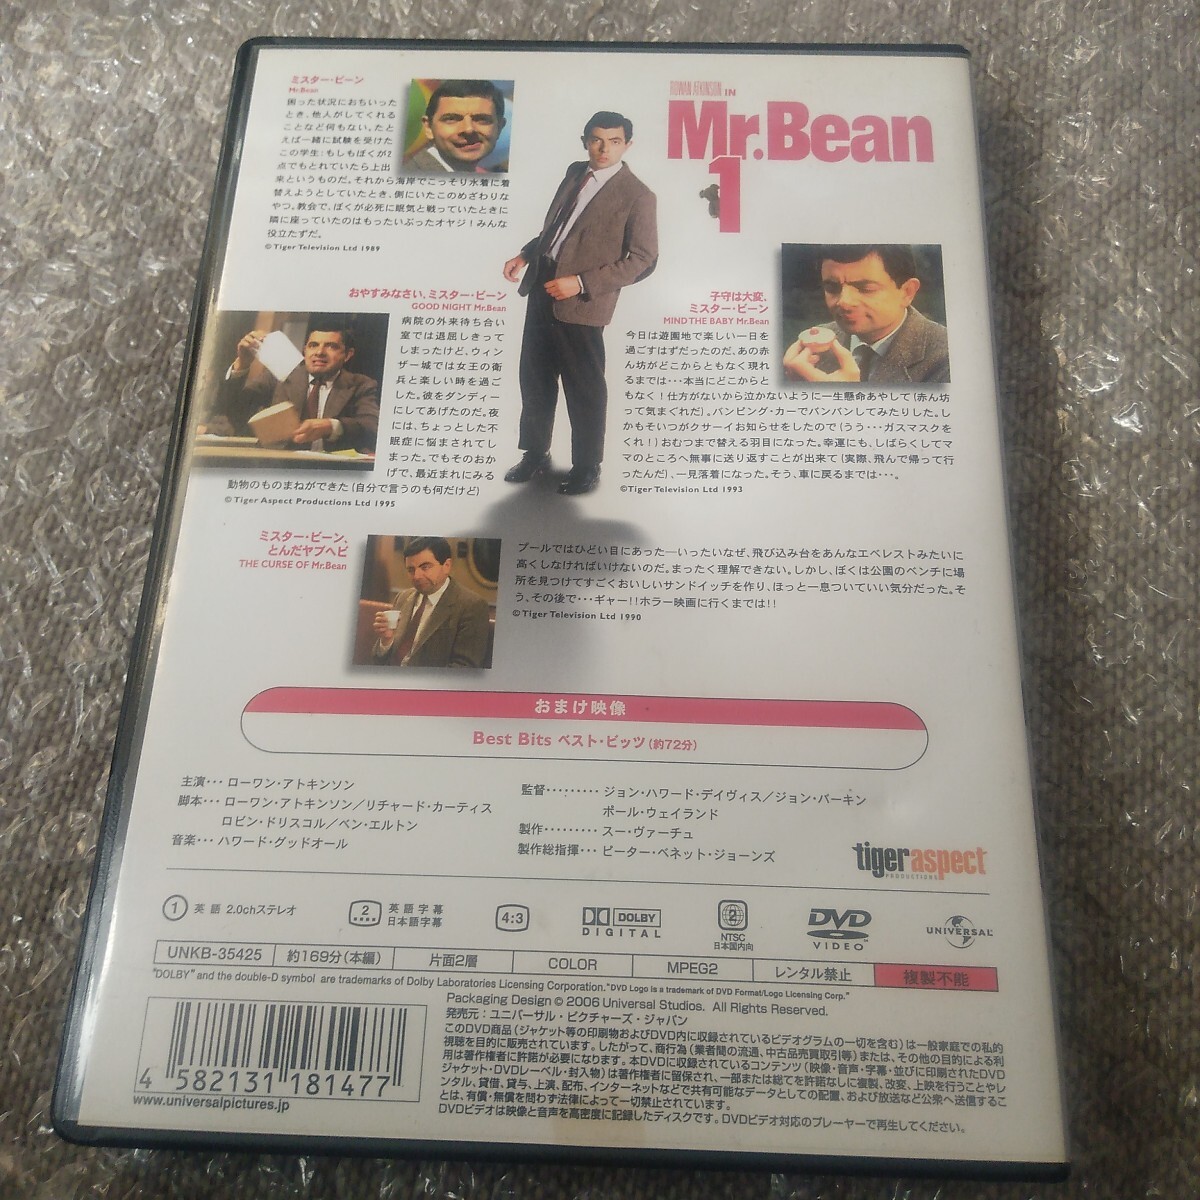 ROWAN ATKINSON IN
Mr.Bean
1
ミスター・ビーン
Mr.Bean
困った状況におちいった
とき、他人がしてくれる
ことなど何もない。たと
えば一緒に試験を受けた
この学生:もしもぼくが2
点でもとれていたら上出
来というものだ。それから海岸でこっそり水着に着
替えようとしていたとき、側にいたこのめざわりな
やつ。教会で、ぼくが必死に眠気と戦っていたときに
隣に座っていたのはもったいぶったオヤジ!みんな
役立たずだ。
©Tiger Television Ltd 1989
おやすみなさい。ミスター・ビーン
GOOD NIGHT Mr.Bean
病院の外来待ち合い
室では退屈しきって
しまったけど、ウィン
ザー城では女王の衛
兵と楽しい時を過ご
した。彼をダンディー
にしてあげたのだ。夜
には、ちょっとした不
眠症に悩まされてし
まった。でもそのおか
げで、最近まれにみる
動物のものまねができた(自分で言うのも何だけど)
©Tiger Aspect Productions Ltd 1995
子守は大変、
ミスター・ビーン
MIND THE BABY Mr.Bean
今日は遊園地で楽しい一日を
過ごすはずだったのだ。あの赤
ん坊がどこからともなく現れ
るまでは・・・本当にどこからと
もなく!仕方がないから泣かないように一生懸命あやして(赤ん坊
って気まぐれだ)。バンピング・カーでバンバンしてみたりした。し
かもそいつがクサーイお知らせをしたので(うう・・・ガスマスクを
くれ!)おむつまで替える羽目になった。幸運にも、しばらくしてマ
マのところへ無事に送り返すことが出来て(実際、飛んで帰って行
ったんだ)、一見落着になった。そう、車に戻るまでは・・・。
©Tiger Television Ltd 1993
ミスター・ビーン、
とんだヤブヘビ
THE CURSE OF Mr.Bean
プールではひどい目にあった―いったいなぜ、飛び込み台をあんなエベレストみたいに
高くしなければいけないのだ。まったく理解できない。しかし、ぼくは公園のベンチに場
所を見つけてすごくおいしいサンドイッチを作り、ほっと一息ついていい気分だった。そ
う、その後で・・・ギャー!!ホラー映画に行くまでは!!
©Tiger Television Ltd 1990
おまけ映像
Best Bits ベスト・ビッツ(約72分)
主演・・・ローワン・アトキンソン
脚本・・・ローワン・アトキンソン/リチャード・カーティス
ロビン・ドリスコル/ベン・エルトン
音楽・・・ハワード・グッドオール
監督・・・・・・・・・ジョン・ハワード・デイヴィス/ジョン・バーキン
ポール・ウェイランド
製作・・・・・・・・・スー・ヴァーチュ
製作総指揮・・・ピーター・ベネット・ジョーンズ
tigeraspect
PRODUCTIONS
1 英語 2.0chステレオ
2 英語字幕
日本語字幕
4:3
DOLBY
DIGITAL
2
NTSC
日本国内向
DVD
VIDEO
UNIVERSAL
UNKB-35425 約169分(本編) 片面2層 COLOR MPEG2 レンタル禁止 複製不能
"DOLBY" and the double-D symbol are trademarks of Dolby Laboratories Licensing Corporation. "DVD Logo is a trademark of DVD Format/Logo Licensing Corp."
Packaging Design © 2006 Universal Studios. All Rights Reserved.
発売元:ユニバーサル・ピクチャーズ・ジャパン
このDVD商品(ジャケット等の印刷物およびDVD内に収録されているビデオグラムの一切を含む)は一般家庭での私的
視聴を目的に販売されています。したがって、商行為(業者間の流通、中古品売買取引等)または、その他の目的による利
用は著作権者に許諾が必要になります。本DVDに収録されているコンテンツ(映像・音声・字幕・並びに印刷されたDVD
ジャケット・DVDレーベル・封入物)は著作権者に留保され、一部または総てを許諾なしに複製、改変、上映を行うことやレ
ンタル、貸借、貸与、上演、配布、インターネットなどで共有可能なデータとしての配置、および放送など公衆へ送信するこ
とは、有償・無償を問わず法律によって一切禁止されています。
DVDビデオは映像と音声を高密度に記録したディスクです。DVDビデオ対応のプレーヤーで再生してください。
4 582131 181477
www.universalpictures.jp